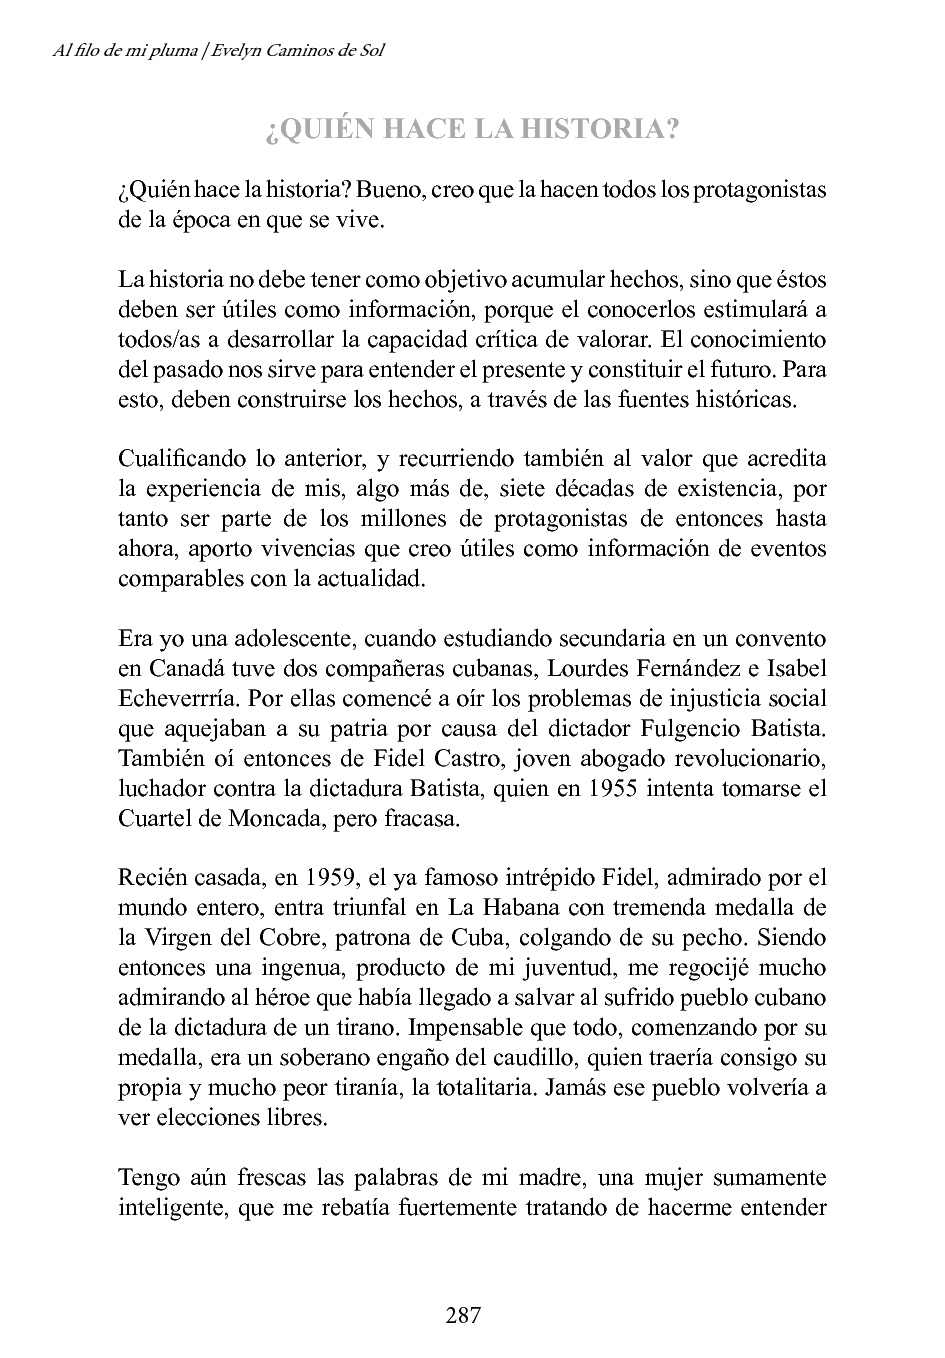 Al filo de mi pluma | Evelyn Caminos de Sol
¿QUIÉN HACE LA HISTORIA?
¿Quién hace la historia? Bueno, creo que la hacen todos los protagonistas
de la época en que se vive.
La historia no debe tener como objetivo acumular hechos, sino que éstos
deben ser útiles como información, porque el conocerlos estimulará a
todos/as a desarrollar la capacidad crítica de valorar. El conocimiento
del pasado nos sirve para entender el presente y constituir el futuro. Para
esto, deben construirse los hechos, a través de las fuentes históricas.
Cualificando lo anterior, y recurriendo también al valor que acredita
la experiencia de mis, algo más de, siete décadas de existencia, por
tanto ser parte de los millones de protagonistas de entonces hasta
ahora, aporto vivencias que creo útiles como información de eventos
comparables con la actualidad.
Era yo una adolescente, cuando estudiando secundaria en un convento
en Canadá tuve dos compañeras cubanas, Lourdes Fernández e Isabel
Echeverrría. Por ellas comencé a oír los problemas de injusticia social
que aquejaban a su patria por causa del dictador Fulgencio Batista.
También oí entonces de Fidel Castro, joven abogado revolucionario,
luchador contra la dictadura Batista, quien en 1955 intenta tomarse el
Cuartel de Moncada, pero fracasa.
Recién casada, en 1959, el ya famoso intrépido Fidel, admirado por el
mundo entero, entra triunfal en La Habana con tremenda medalla de
la Virgen del Cobre, patrona de Cuba, colgando de su pecho. Siendo
entonces una ingenua, producto de mi juventud, me regocijé mucho
admirando al héroe que había llegado a salvar al sufrido pueblo cubano
de la dictadura de un tirano. Impensable que todo, comenzando por su
medalla, era un soberano engaño del caudillo, quien traería consigo su
propia y mucho peor tiranía, la totalitaria. Jamás ese pueblo volvería a
ver elecciones libres.
Tengo aún frescas las palabras de mi madre, una mujer sumamente
inteligente, que me rebatía fuertemente tratando de hacerme entender
287